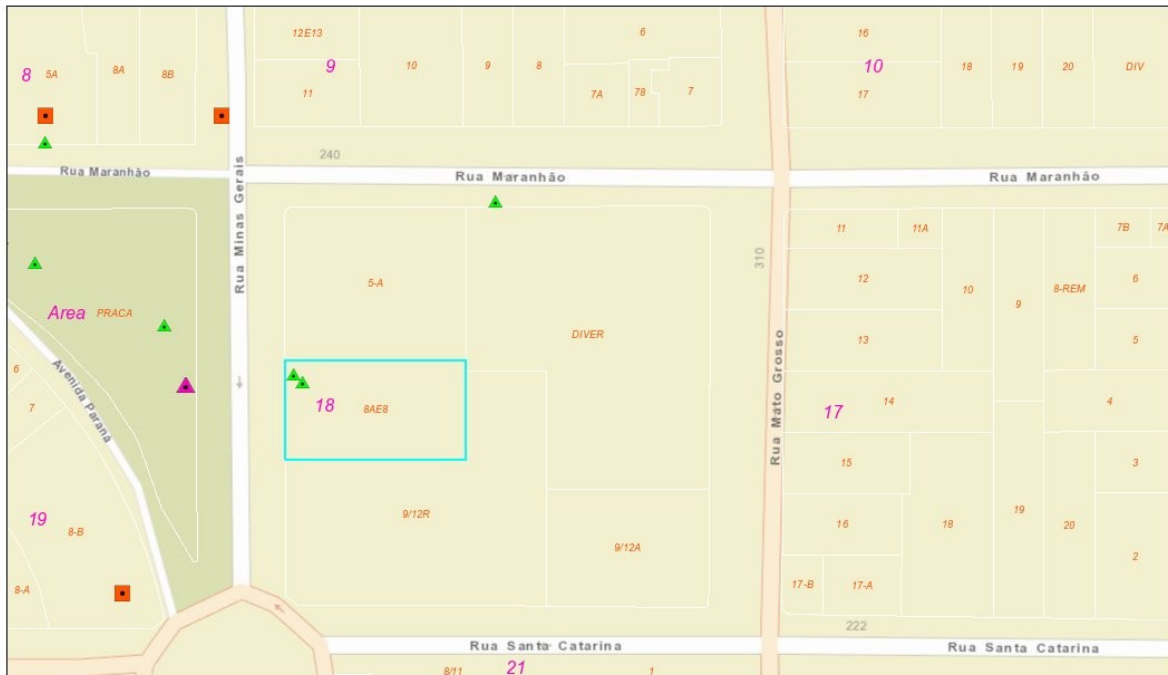 12E13
9
10
9
8
6
16
10
18
19
20
DIV
8
5A
8A
8B
11
7A
7B
7
17
240
Rua Maranhão
Rua Maranhão
Rua Maranhão
Rua Minas Gerais
310
11
11A
7B
7A
12
10
9
8-REM
6
Area
PRACA
5-A
DIVER
13
5
6
Avenida Paraná
7
18
8AE8
Rua Mato Grosso
17
14
4
15
3
19
8-B
9/12R
9/12A
16
18
19
20
2
8-A
17-B
17-A
222
Rua Santa Catarina
Rua Santa Catarina
8/11
21
1